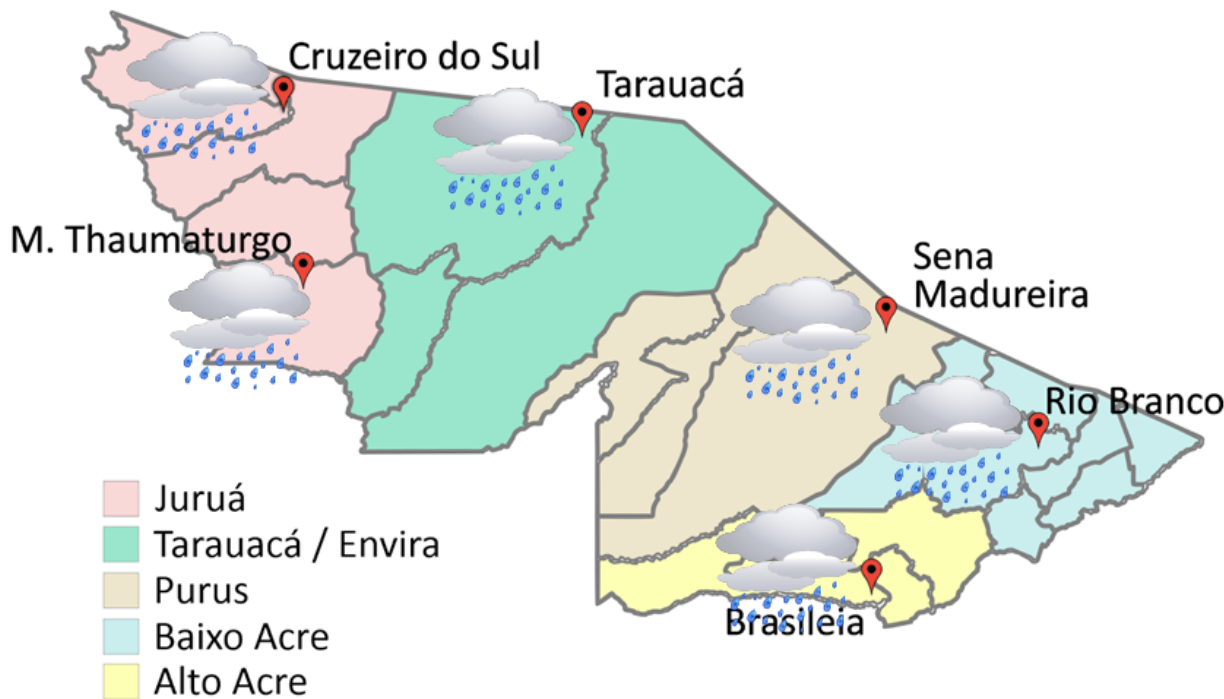 Cruzeiro do Sul
Tarauacá
M. Thaumaturgo
Sena
Madureira
Rio Branco
Brasileia
Juruá
Tarauacá / Envira
Purus
Baixo Acre
Alto Acre